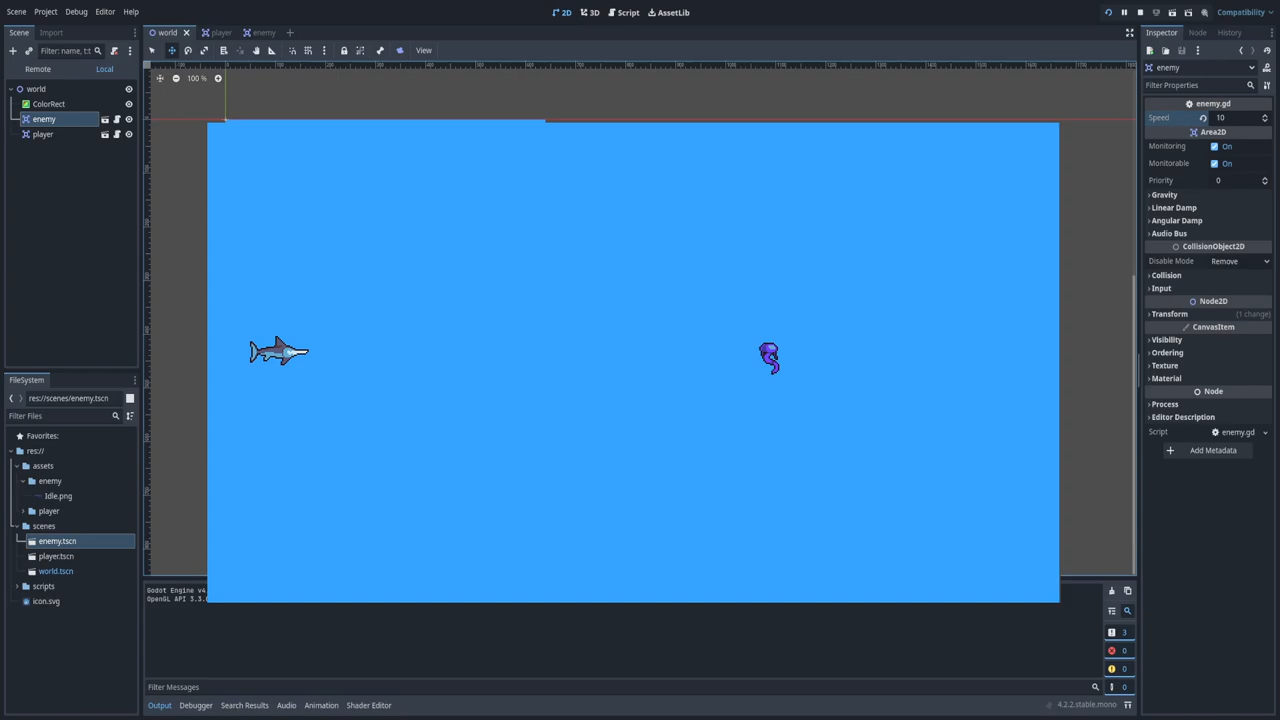 Scene Project Debug Editor Help
2D 3D Script AssetLib
Compatibility
Scene Import
world player enemy
Inspector Node History
Filter: name, t:t
Remote Local
100 %
View
enemy
Filter Properties
world
ColorRect
enemy
player
enemy.gd
Speed 10
Area2D
Monitoring On
Monitorable On
Priority 0
Gravity
Linear Damp
Angular Damp
Audio Bus
CollisionObject2D
Disable Mode Remove
Collision
Input
Node2D
Transform (1 change)
CanvasItem
Visibility
Ordering
Texture
Material
Node
Process
Editor Description
Script enemy.gd
Add Metadata
FileSystem
res://scenes/enemy.tscn
Filter Files
Favorites:
res://
assets
enemy
Idle.png
player
scenes
enemy.tscn
player.tscn
world.tscn
scripts
icon.svg
Godot Engine v4
OpenGL API 3.3.0
3
0
0
0
Filter Messages
Output Debugger Search Results Audio Animation Shader Editor
4.2.2.stable.mono